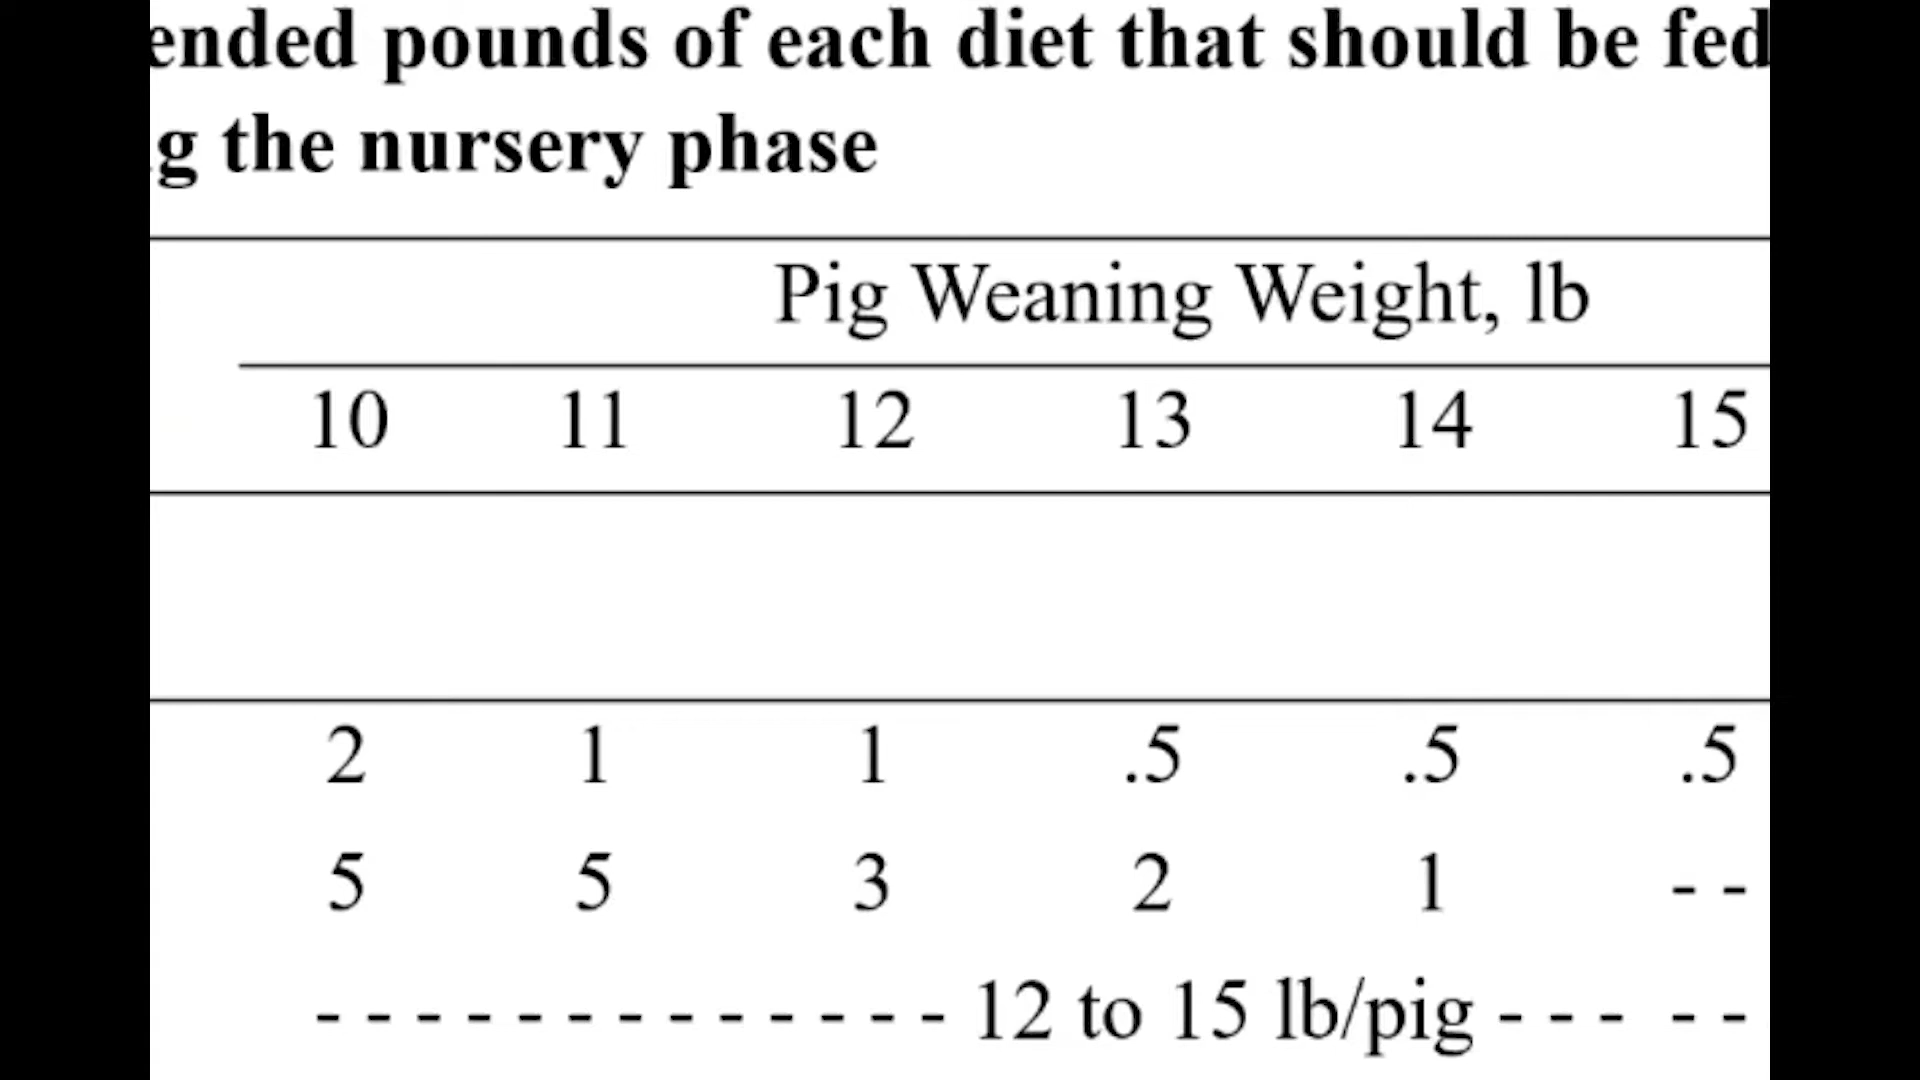 ended pounds of each diet that should be fed
g the nursery phase
Pig Weaning Weight, lb
10 11 12 13 14 15
2 1 1 .5 .5 .5
5 5 3 2 1 - -
- - - - - - - - - - - - - 12 to 15 lb/pig - - - - -